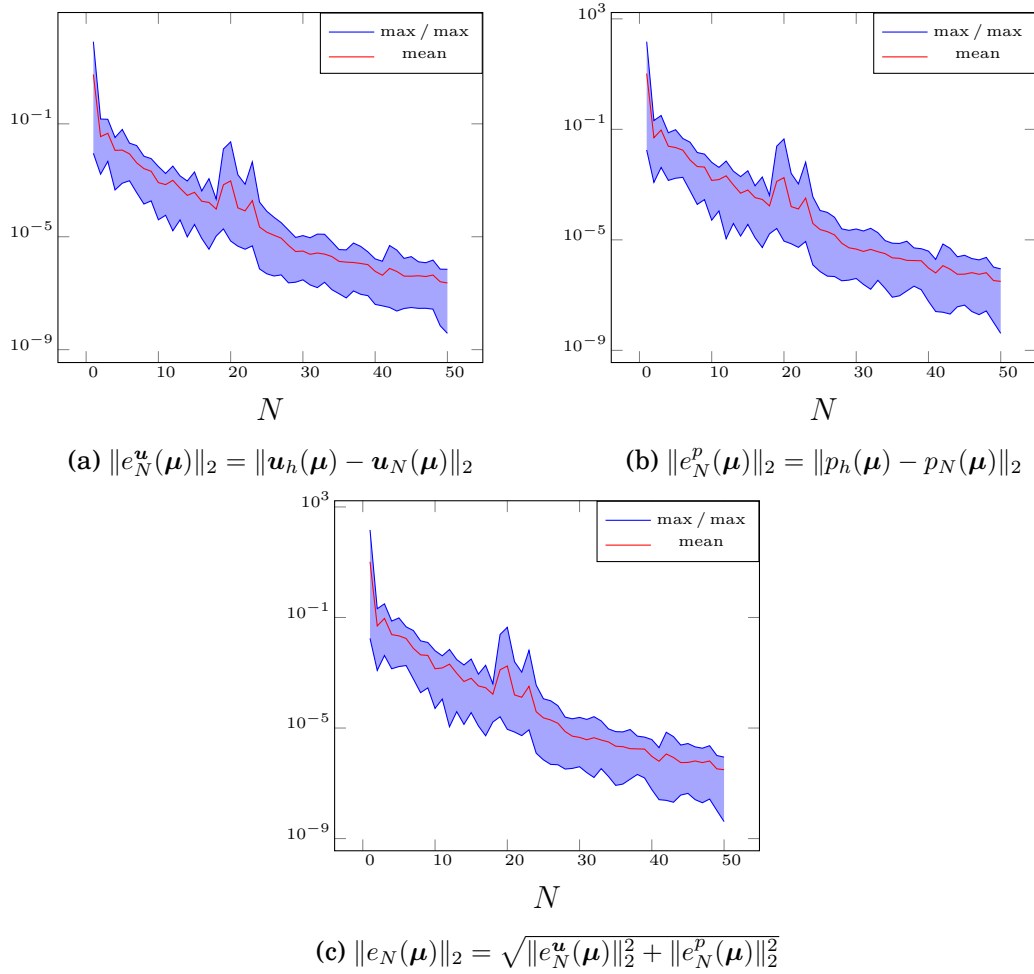 max / max
mean
10^{-1}
10^{-5}
10^{-9}
0 10 20 30 40 50
N
(a) ‖e_N^u(μ)‖_2 = ‖u_h(μ) − u_N(μ)‖_2
10^3
max / max
mean
10^{-1}
10^{-5}
10^{-9}
0 10 20 30 40 50
N
(b) ‖e_N^p(μ)‖_2 = ‖p_h(μ) − p_N(μ)‖_2
10^3
max / max
mean
10^{-1}
10^{-5}
10^{-9}
0 10 20 30 40 50
N
(c) ‖e_N(μ)‖_2 = √(‖e_N^u(μ)‖_2^2 + ‖e_N^p(μ)‖_2^2)